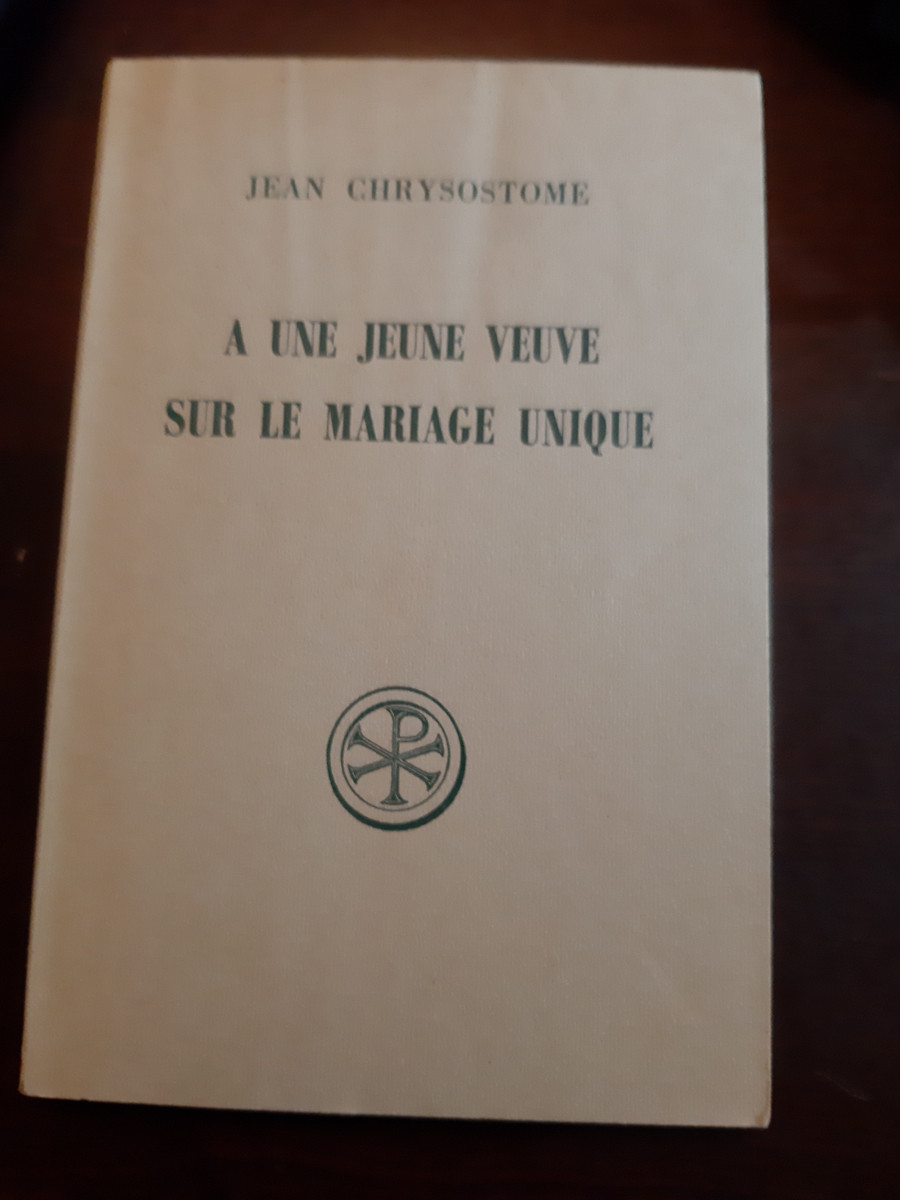 JEAN CHRYSOSTOME
A UNE JEUNE VEUVE
SUR LE MARIAGE UNIQUE